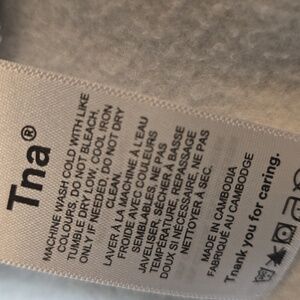 Tna®
MACHINE WASH COLD WITH LIKE
COLOURS, DO NOT BLEACH,
TUMBLE DRY LOW, COOL IRON
ONLY IF NEEDED, DO NOT DRY
CLEAN.
LAVER À LA MACHINE À L'EAU
FROIDE AVEC COULEURS
SEMBLABLES, NE PAS
JAVELISER, SÉCHER À BASSE
TEMPÉRATURE, REPASSAGE
DOUX SI NÉCESSAIRE, NE PAS
NETTOYER À SEC.
MADE IN CAMBODIA
FABRIQUÉ AU CAMBODGE
Thank you for caring.